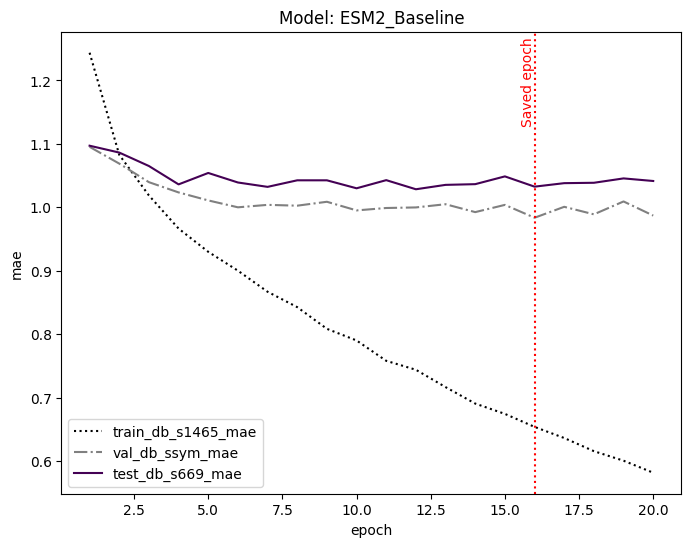 Model: ESM2_Baseline
Saved epoch
mae
1.2
1.1
1.0
0.9
0.8
0.7
0.6
train_db_s1465_mae
val_db_ssym_mae
test_db_s669_mae
2.5 5.0 7.5 10.0 12.5 15.0 17.5 20.0
epoch